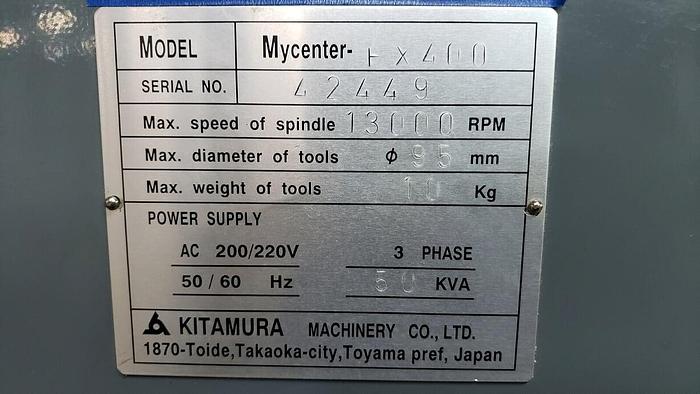 MODEL Mycenter- HX400
SERIAL NO. 42449
Max. speed of spindle 13000 RPM
Max. diameter of tools φ 95 mm
Max. weight of tools 10 Kg
POWER SUPPLY
AC 200/220V 3 PHASE
50/60 Hz 50 KVA
KITAMURA MACHINERY CO., LTD.
1870-Toide,Takaoka-city,Toyama pref, Japan